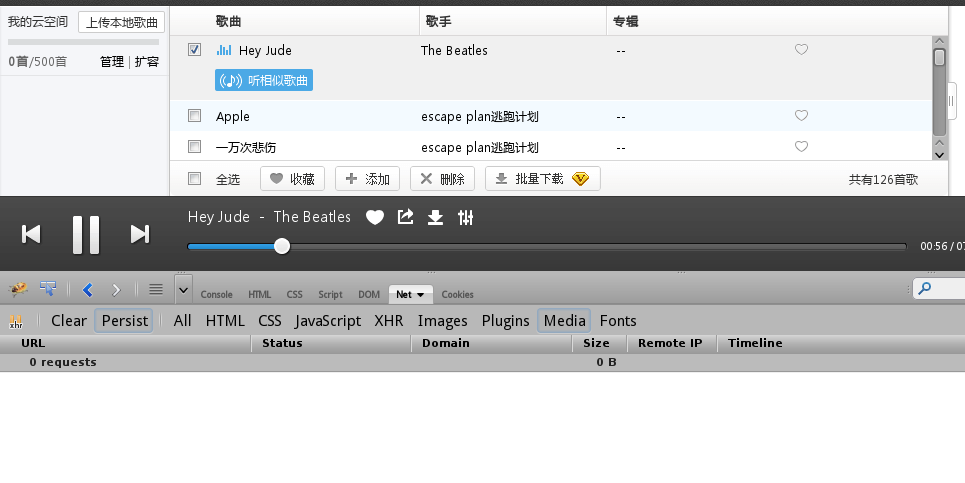 我的云空间 上传本地歌曲
0首/500首 管理 | 扩容
歌曲 歌手 专辑
Hey Jude The Beatles --
听相似歌曲
Apple escape plan逃跑计划 --
一万次悲伤 escape plan逃跑计划 --
全选 收藏 添加 删除 批量下载 V 共有126首歌
Hey Jude - The Beatles
00:56 / 07
Console HTML CSS Script DOM Net Cookies
xhr Clear Persist All HTML CSS JavaScript XHR Images Plugins Media Fonts
URL Status Domain Size Remote IP Timeline
0 requests 0 B